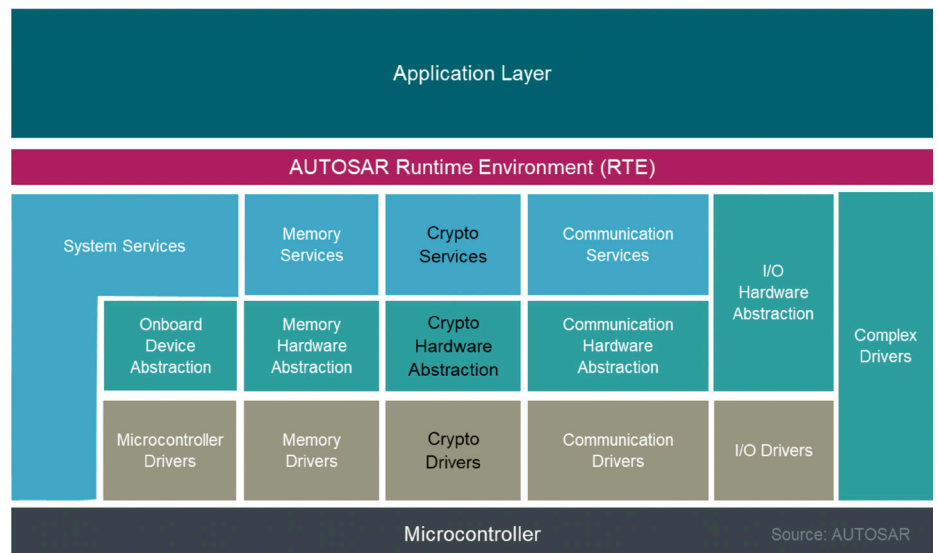 Application Layer
AUTOSAR Runtime Environment (RTE)
System Services
Memory
Services
Crypto
Services
Communication
Services
I/O
Hardware
Abstraction
Complex
Drivers
Onboard
Device
Abstraction
Memory
Hardware
Abstraction
Crypto
Hardware
Abstraction
Communication
Hardware
Abstraction
Microcontroller
Drivers
Memory
Drivers
Crypto
Drivers
Communication
Drivers
I/O Drivers
Microcontroller
Source: AUTOSAR